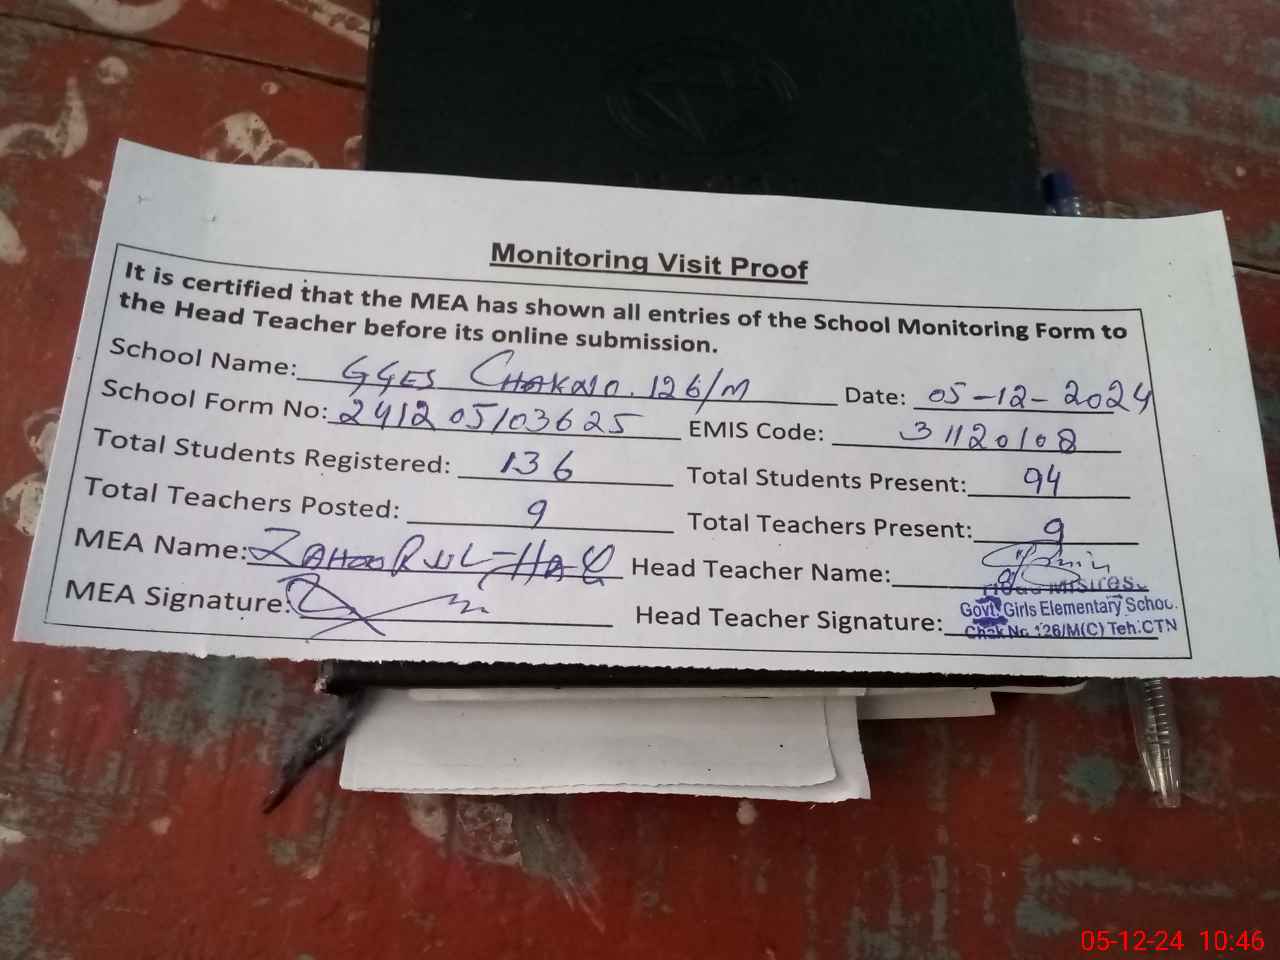 Monitoring Visit Proof
It is certified that the MEA has shown all entries of the School Monitoring Form to
the Head Teacher before its online submission.
School Name: GGES CHAK NO. 126/M Date: 05-12-2024
School Form No: 241205103625 EMIS Code: 31120108
Total Students Registered: 136 Total Students Present: 94
Total Teachers Posted: 9 Total Teachers Present: 9
MEA Name: ZAHOOR UL-HAQ Head Teacher Name:
MEA Signature: Head Teacher Signature:
Head Misires.
Govt. Girls Elementary Schoo.
Chak No. 126/M(C) Teh.CTN
05-12-24 10:46